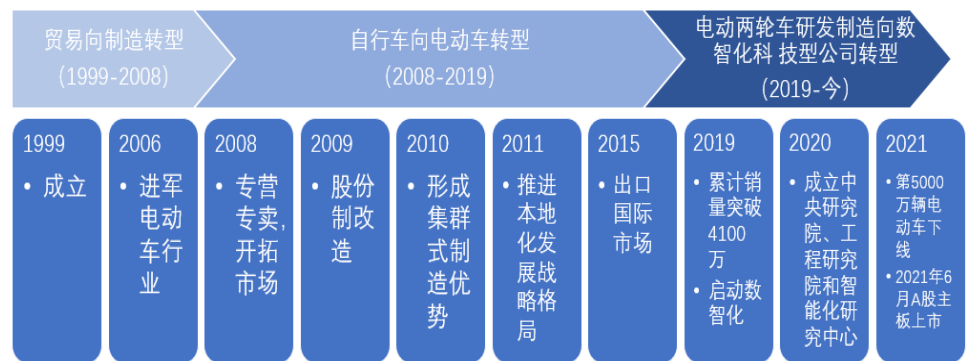 贸易向制造转型
(1999-2008)
自行车向电动车转型
(2008-2019)
电动两轮车研发制造向数
智化科 技型公司转型
(2019-今)
1999
• 成立
2006
• 进军
电动
车行
业
2008
• 专营
专卖,
开拓
市场
2009
• 股份
制改
造
2010
• 形成
集群
式制
造优
势
2011
• 推进
本地
化发
展战
略格
局
2015
• 出口
国际
市场
2019
• 累计销
量突破
4100
万
• 启动数
智化
2020
• 成立中
央研究
院、工
程研究
院和智
能化研
究中心
2021
• 第5000
万辆电
动车下
线
• 2021年6
月A股主
板上市